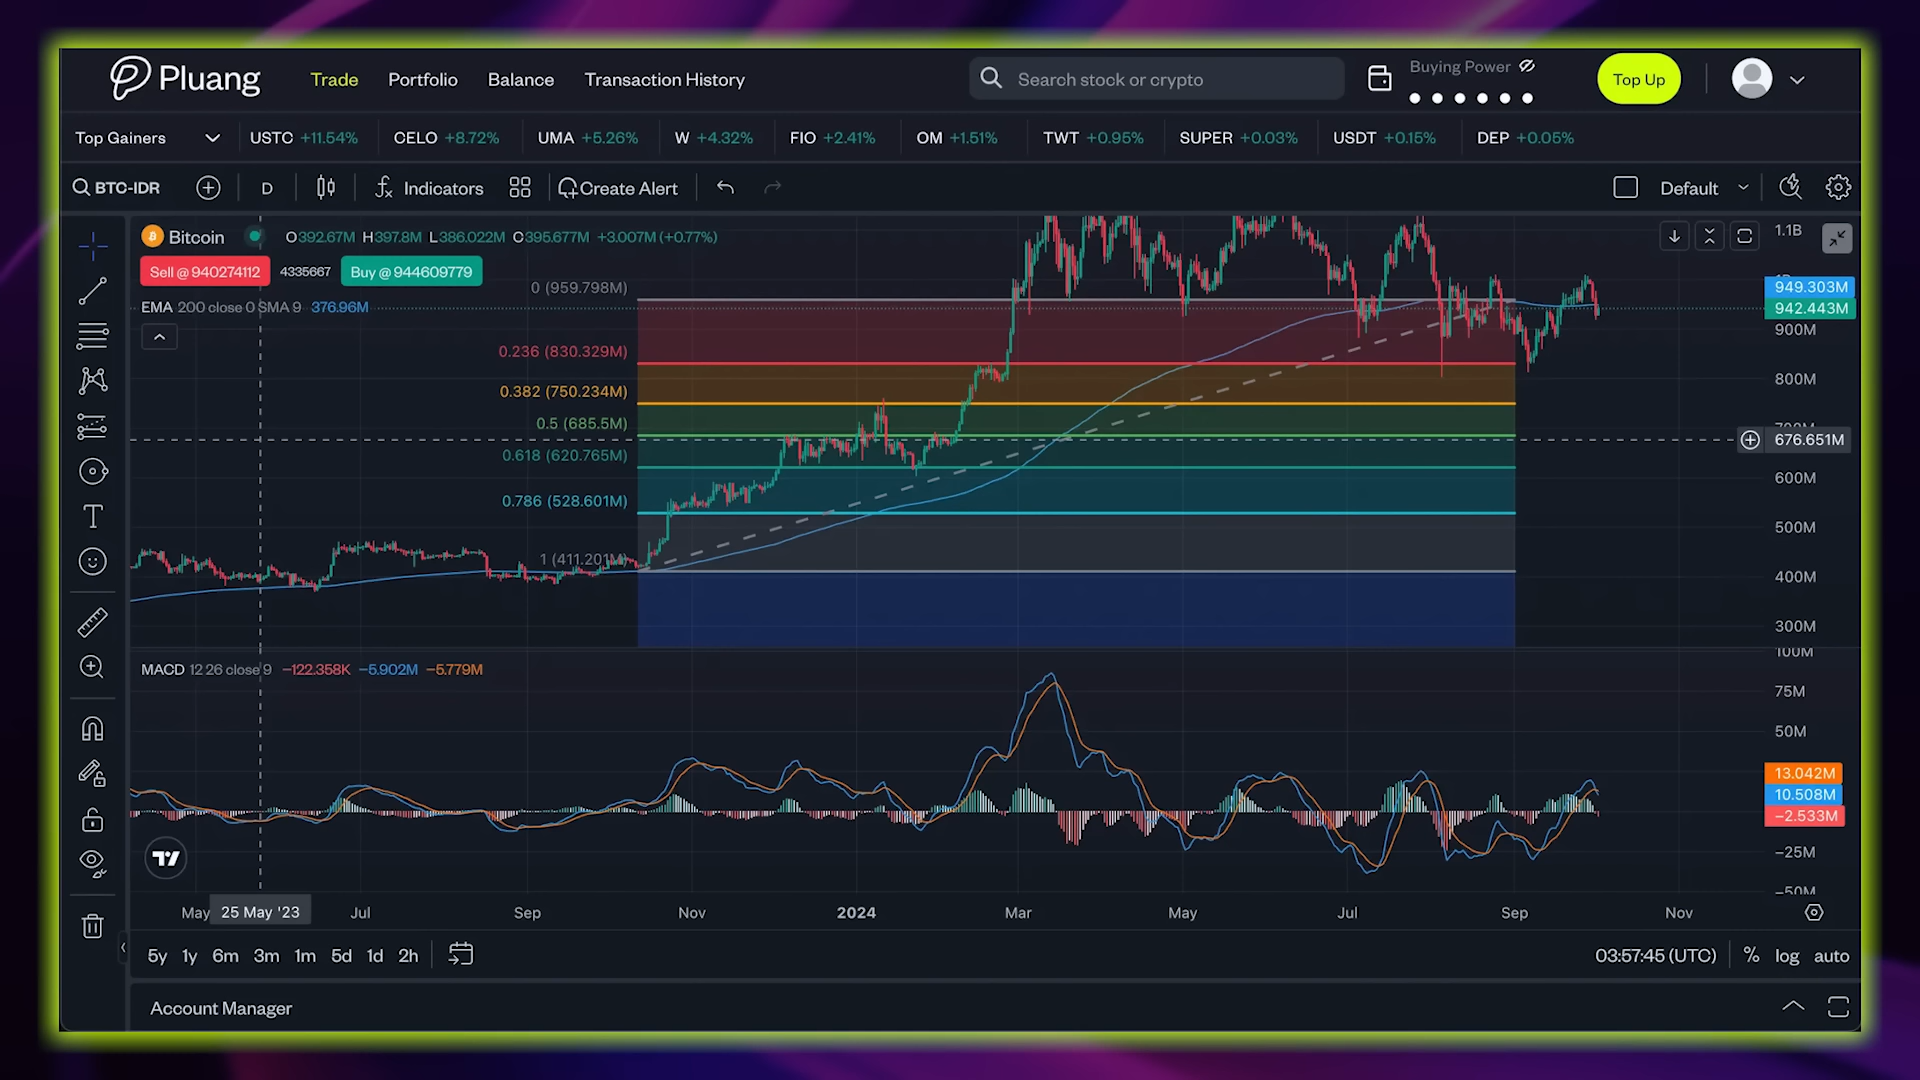 Pluang
Trade Portfolio Balance Transaction History
Search stock or crypto
Buying Power
Top Up
Top Gainers USTC +11.54% CELO +8.72% UMA +5.26% W +4.32% FIO +2.41% OM +1.51% TWT +0.95% SUPER +0.03% USDT +0.15% DEP +0.05%
BTC-IDR D Indicators Create Alert Default
Bitcoin O392.67M H397.8M L386.022M C395.677M +3.007M (+0.77%)
Sell @ 940274112 4335667 Buy @ 944609779
EMA 200 close 0 SMA 9 376.96M
0 (959.798M)
0.236 (830.329M)
0.382 (750.234M)
0.5 (685.5M)
0.618 (620.765M)
0.786 (528.601M)
1 (411.201M)
1.1B
949.303M
942.443M
900M
800M
676.651M
600M
500M
400M
300M
MACD 12 26 close 9 −122.358K −5.902M −5.779M
100M
75M
50M
13.042M
10.508M
−2.533M
−25M
−50M
May 25 May '23 Jul Sep Nov 2024 Mar May Jul Sep Nov
5y 1y 6m 3m 1m 5d 1d 2h 03:57:45 (UTC) % log auto
Account Manager